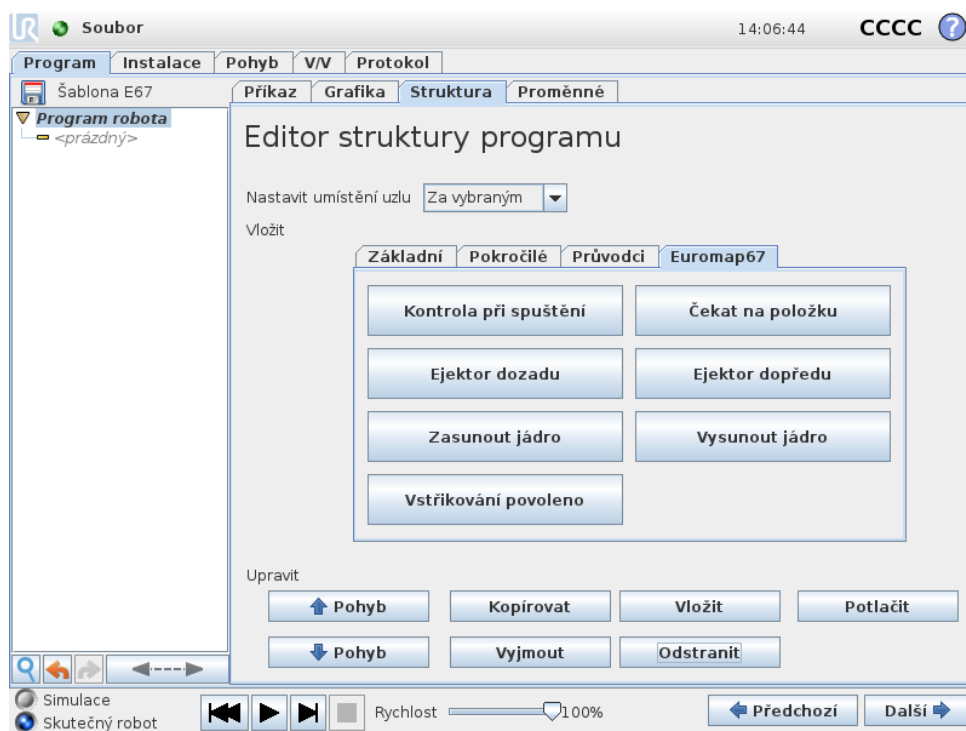 UR Soubor 14:06:44 CCCC ?
Program Instalace Pohyb V/V Protokol
Šablona E67
Příkaz Grafika Struktura Proměnné
Program robota
<prázdný>
Editor struktury programu
Nastavit umístění uzlu Za vybraným
Vložit
Základní Pokročilé Průvodci Euromap67
Kontrola při spuštění Čekat na položku
Ejektor dozadu Ejektor dopředu
Zasunout jádro Vysunout jádro
Vstřikování povoleno
Upravit
Pohyb Kopírovat Vložit Potlačit
Pohyb Vyjmout Odstranit
Simulace
Skutečný robot
Rychlost 100% Předchozí Další